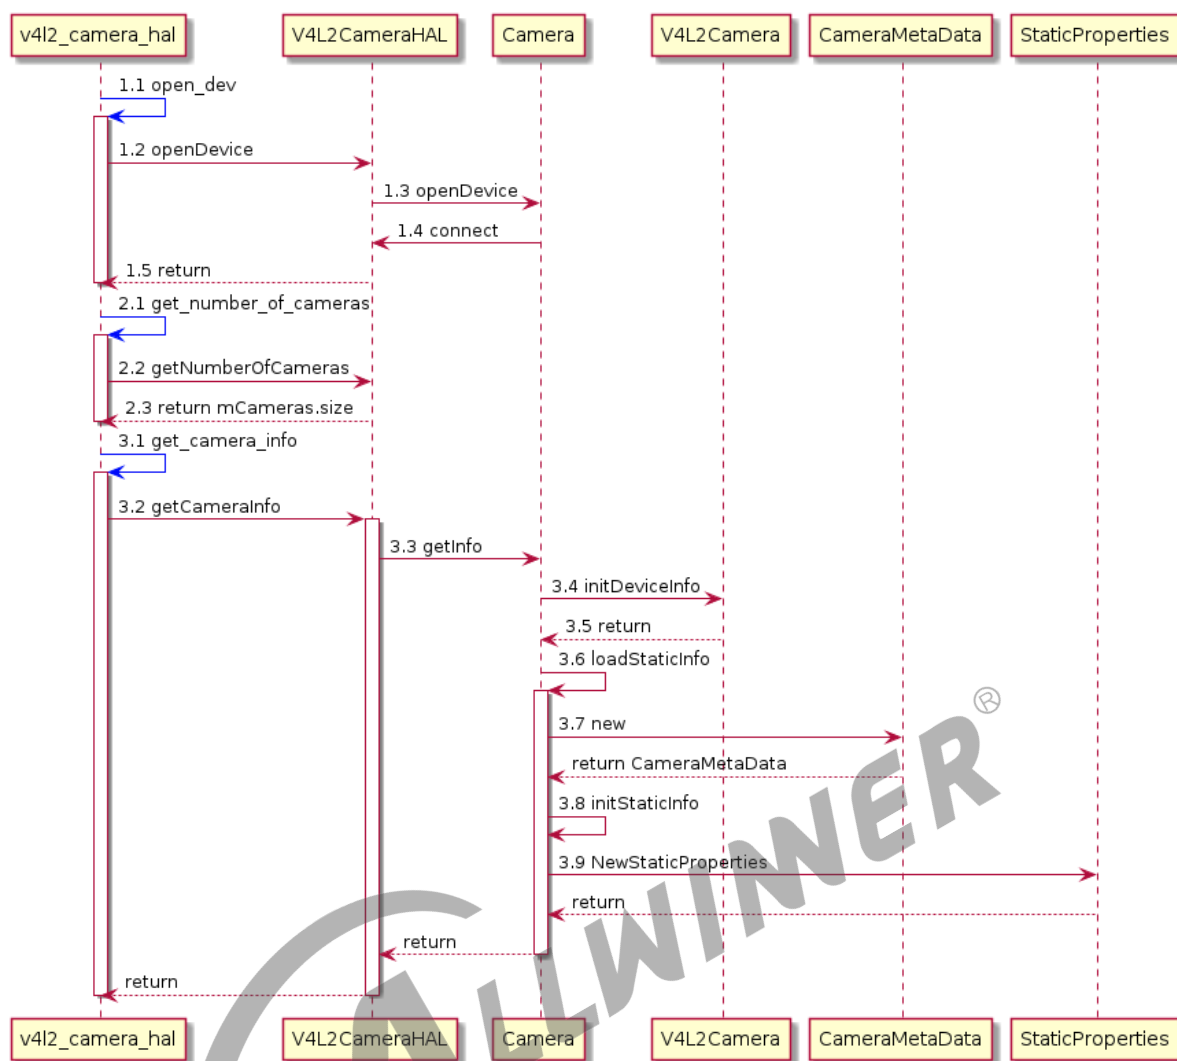 v4l2_camera_hal V4L2CameraHAL Camera V4L2Camera CameraMetaData StaticProperties
1.1 open_dev
1.2 openDevice
1.3 openDevice
1.4 connect
1.5 return
2.1 get_number_of_cameras
2.2 getNumberOfCameras
2.3 return mCameras.size
3.1 get_camera_info
3.2 getCameraInfo
3.3 getInfo
3.4 initDeviceInfo
3.5 return
3.6 loadStaticInfo
3.7 new
return CameraMetaData
3.8 initStaticInfo
3.9 NewStaticProperties
return
return
return
ALLWINNER®
v4l2_camera_hal V4L2CameraHAL Camera V4L2Camera CameraMetaData StaticProperties